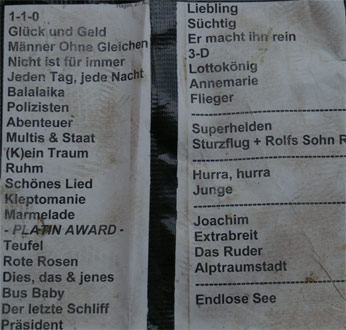 1-1-0
Glück und Geld
Männer Ohne Gleichen
Nicht ist für immer
Jeden Tag, jede Nacht
Balalaika
Polizisten
Abenteuer
Multis & Staat
(K)ein Traum
Ruhm
Schönes Lied
Kleptomanie
Marmelade
- PLATIN AWARD -
Teufel
Rote Rosen
Dies, das & jenes
Bus Baby
Der letzte Schliff
Präsident
Liebling
Süchtig
Er macht ihn rein
3-D
Lottokönig
Annemarie
Flieger
Superhelden
Sturzflug + Rolfs Sohn R
Hurra, hurra
Junge
Joachim
Extrabreit
Das Ruder
Alptraumstadt
Endlose See